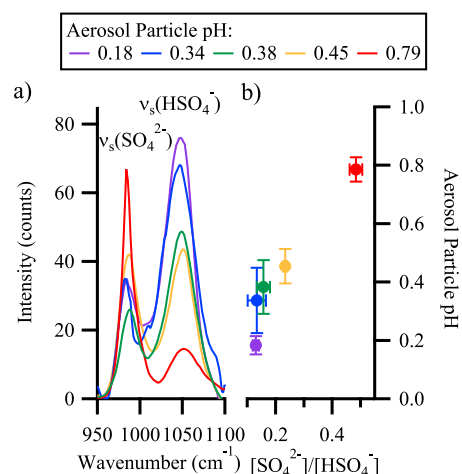 Aerosol Particle pH:
0.18 0.34 0.38 0.45 0.79
a) b)
νs(HSO4-)
νs(SO42-)
80
60
40
20
0
Intensity (counts)
950 1000 1050 1100
Wavenumber (cm-1)
1.0
0.8
0.6
0.4
0.2
0.0
Aerosol Particle pH
0.2 0.4
[SO42-]/[HSO4-]